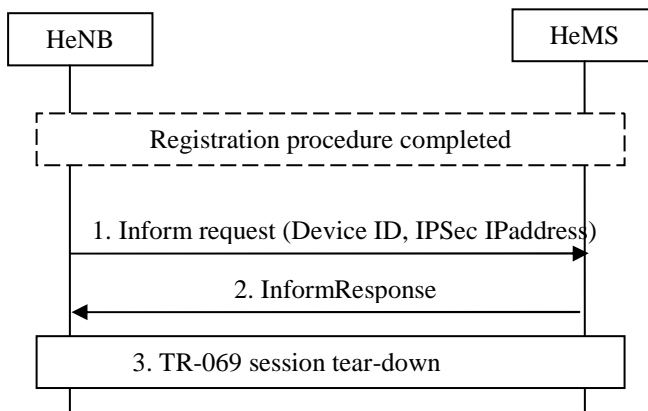 HeNB
HeMS
Registration procedure completed
1. Inform request (Device ID, IPSec IPaddress)
2. InformResponse
3. TR-069 session tear-down